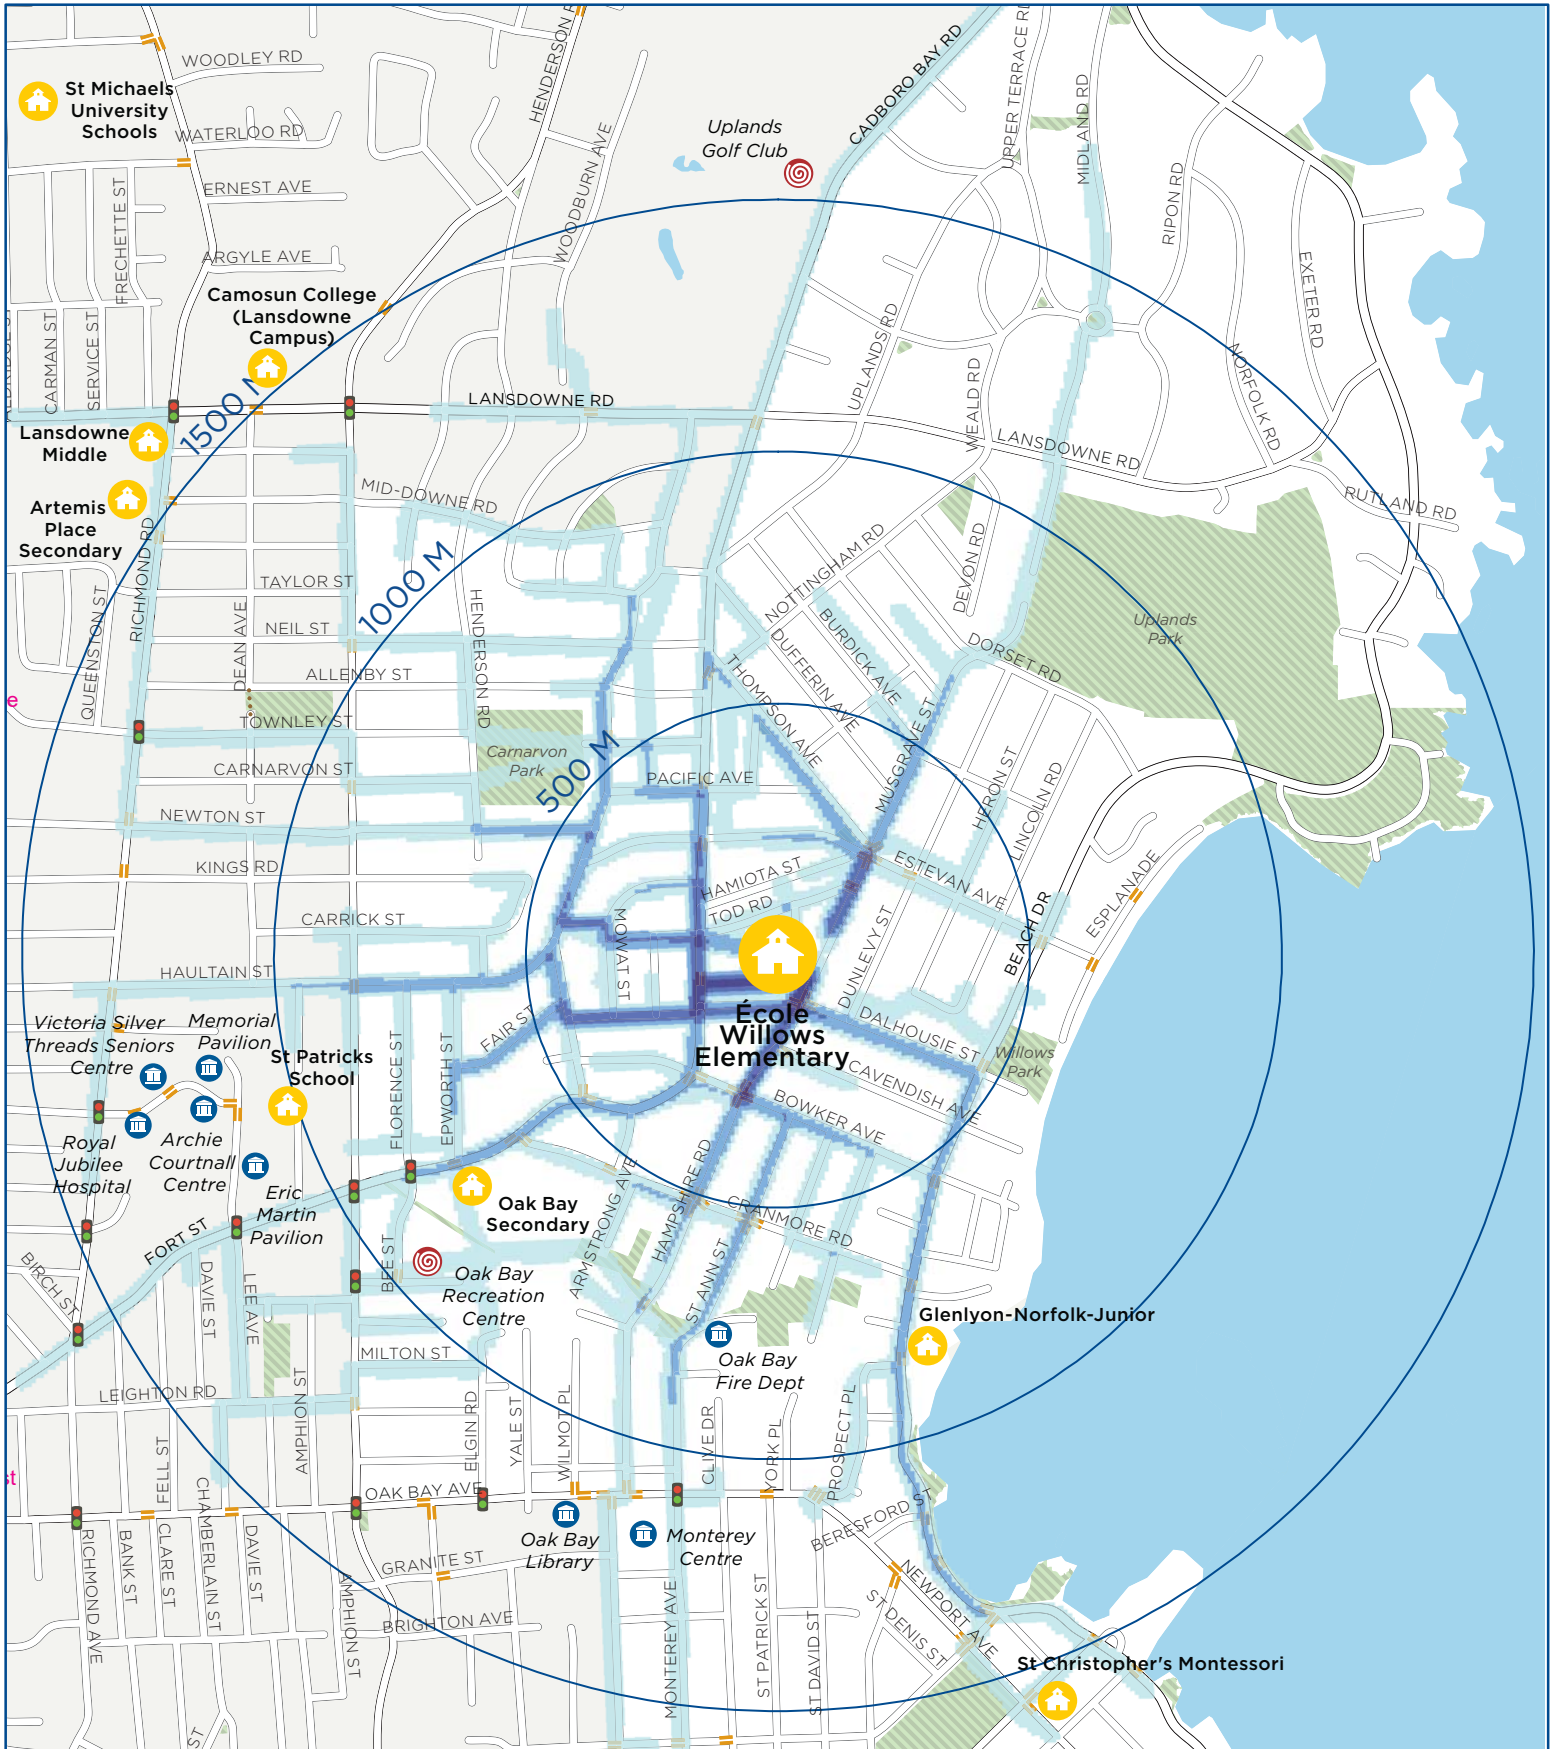 WOODLEY RD
HENDERSON R
CADBORO BAY RD
UPPER TERRACE RD
MIDLAND RD
St Michaels
University
Schools
WATERLOO RD
Uplands
Golf Club
WOODBURN AVE
RIPON RD
ERNEST AVE
FRECHETTE ST
ARGYLE AVE
EXETER RD
Camosun College
(Lansdowne
Campus)
CARMAN ST
SERVICE ST
UPLANDS RD
WEALD RD
NORFOLK RD
1500 M
LANSDOWNE RD
LANSDOWNE RD
Lansdowne
Middle
MID-DOWNE RD
RUTLAND RD
Artemis
Place
Secondary
RICHMOND RD
1000 M
NOTTINGHAM RD
DEVON RD
TAYLOR ST
QUEENSTON ST
DEAN AVE
HENDERSON RD
NEIL ST
BURDICK AVE
DUFFERIN AVE
Uplands
Park
DORSET RD
ALLENBY ST
THOMPSON AVE
e
TOWNLEY ST
MUSGRAVE ST
Carnarvon
Park
500 M
CARNARVON ST
PACIFIC AVE
HERON ST
LINCOLN RD
NEWTON ST
KINGS RD
HAMIOTA ST
ESTEVAN AVE
ESPLANADE
TOD RD
CARRICK ST
MOWAT ST
DUNLEVY ST
BEACH DR
HAULTAIN ST
École
Willows
Elementary
Victoria Silver
Threads Seniors
Centre
Memorial
Pavilion
St Patricks
School
FLORENCE ST
EPWORTH ST
FAIR ST
DALHOUSIE ST
Willows
Park
CAVENDISH AVE
BOWKER AVE
Royal
Jubilee
Hospital
Archie
Courtnall
Centre
Eric
Martin
Pavilion
Oak Bay
Secondary
ARMSTRONG AVE
HAMPSHIRE RD
CRANMORE RD
FORT ST
BIRCH ST
DAVIE ST
LEE AVE
BEE ST
Oak Bay
Recreation
Centre
ST ANN ST
Glenlyon-Norfolk-Junior
MILTON ST
Oak Bay
Fire Dept
LEIGHTON RD
AMPHION ST
ELGIN RD
YALE ST
WILMOT PL
CLIVE DR
YORK PL
PROSPECT PL
st
FELL ST
CHAMBERLAIN ST
OAK BAY AVE
BERESFORD ST
Oak Bay
Library
Monterey
Centre
RICHMOND AVE
BANK ST
CLARE ST
DAVIE ST
GRANITE ST
AMPHION ST
BRIGHTON AVE
MONTEREY AVE
ST PATRICK ST
ST DAVID ST
NEWPORT AVE
ST DENIS ST
St Christopher's Montessori
ST